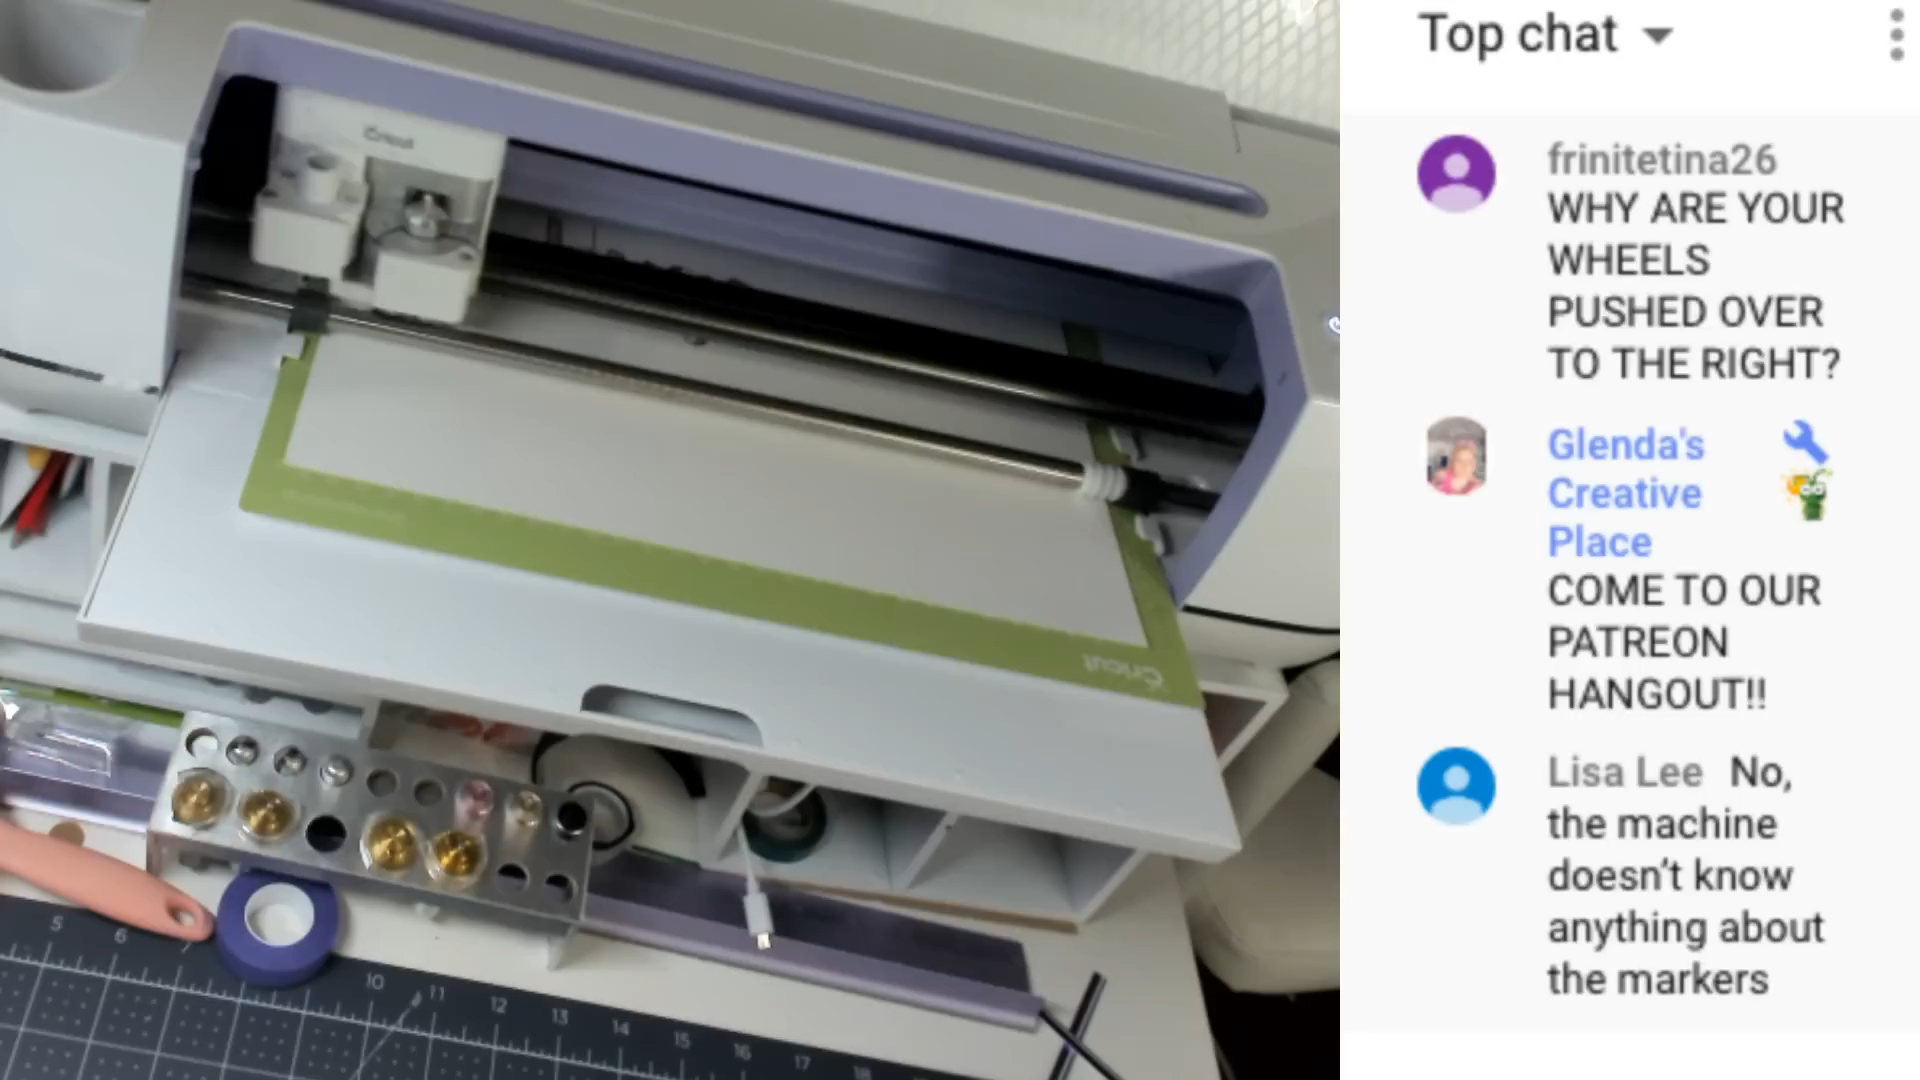 Top chat
frinitetina26
WHY ARE YOUR
WHEELS
PUSHED OVER
TO THE RIGHT?
Glenda's
Creative
Place
COME TO OUR
PATREON
HANGOUT!!
Lisa Lee No,
the machine
doesn't know
anything about
the markers
Cricut
Cricut
5 6 7 10 11 12 13 14 15 16 17 18